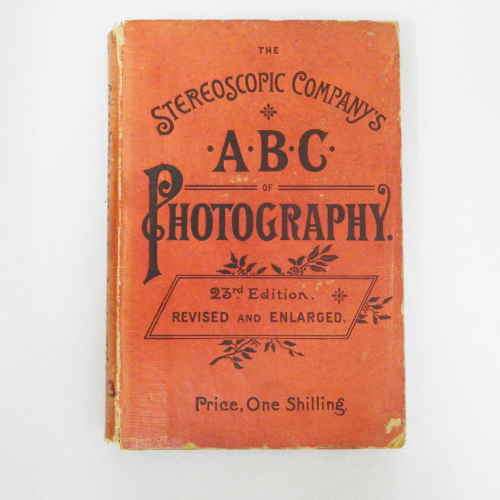 THE
STEREOSCOPIC COMPANY'S
·A·B·C·
OF
PHOTOGRAPHY.
23rd Edition.
REVISED AND ENLARGED.
Price, One Shilling.